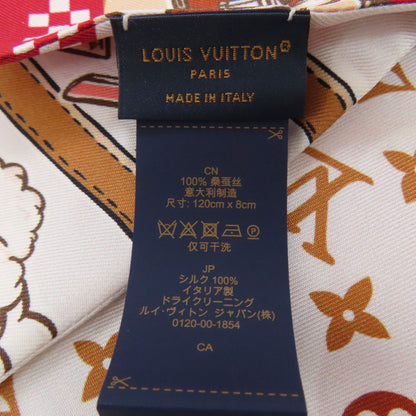 LOUIS VUITTON®
PARIS
MADE IN ITALY
CN
100% 桑蚕丝
意大利制造
尺寸: 120cm x 8cm
仅可干洗
JP
シルク 100%
イタリア製
ドライクリーニング
ルイ・ヴィトン ジャパン(株)
0120-00-1854
CA